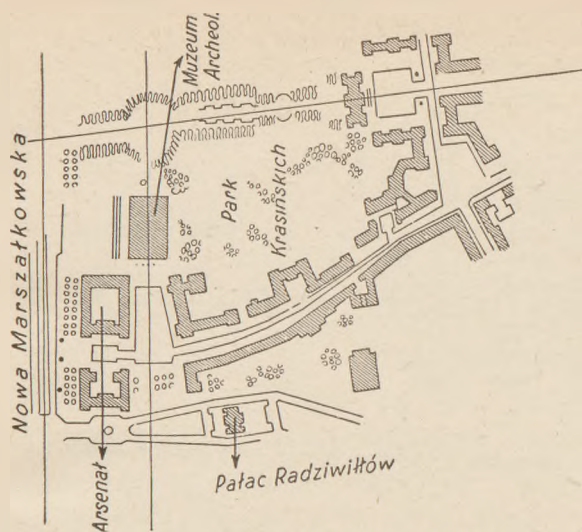 Muzeum
Archeol.
Park
Krasińskich
Nowa Marszałkowska
Arsenał
Pałac Radziwiłłów